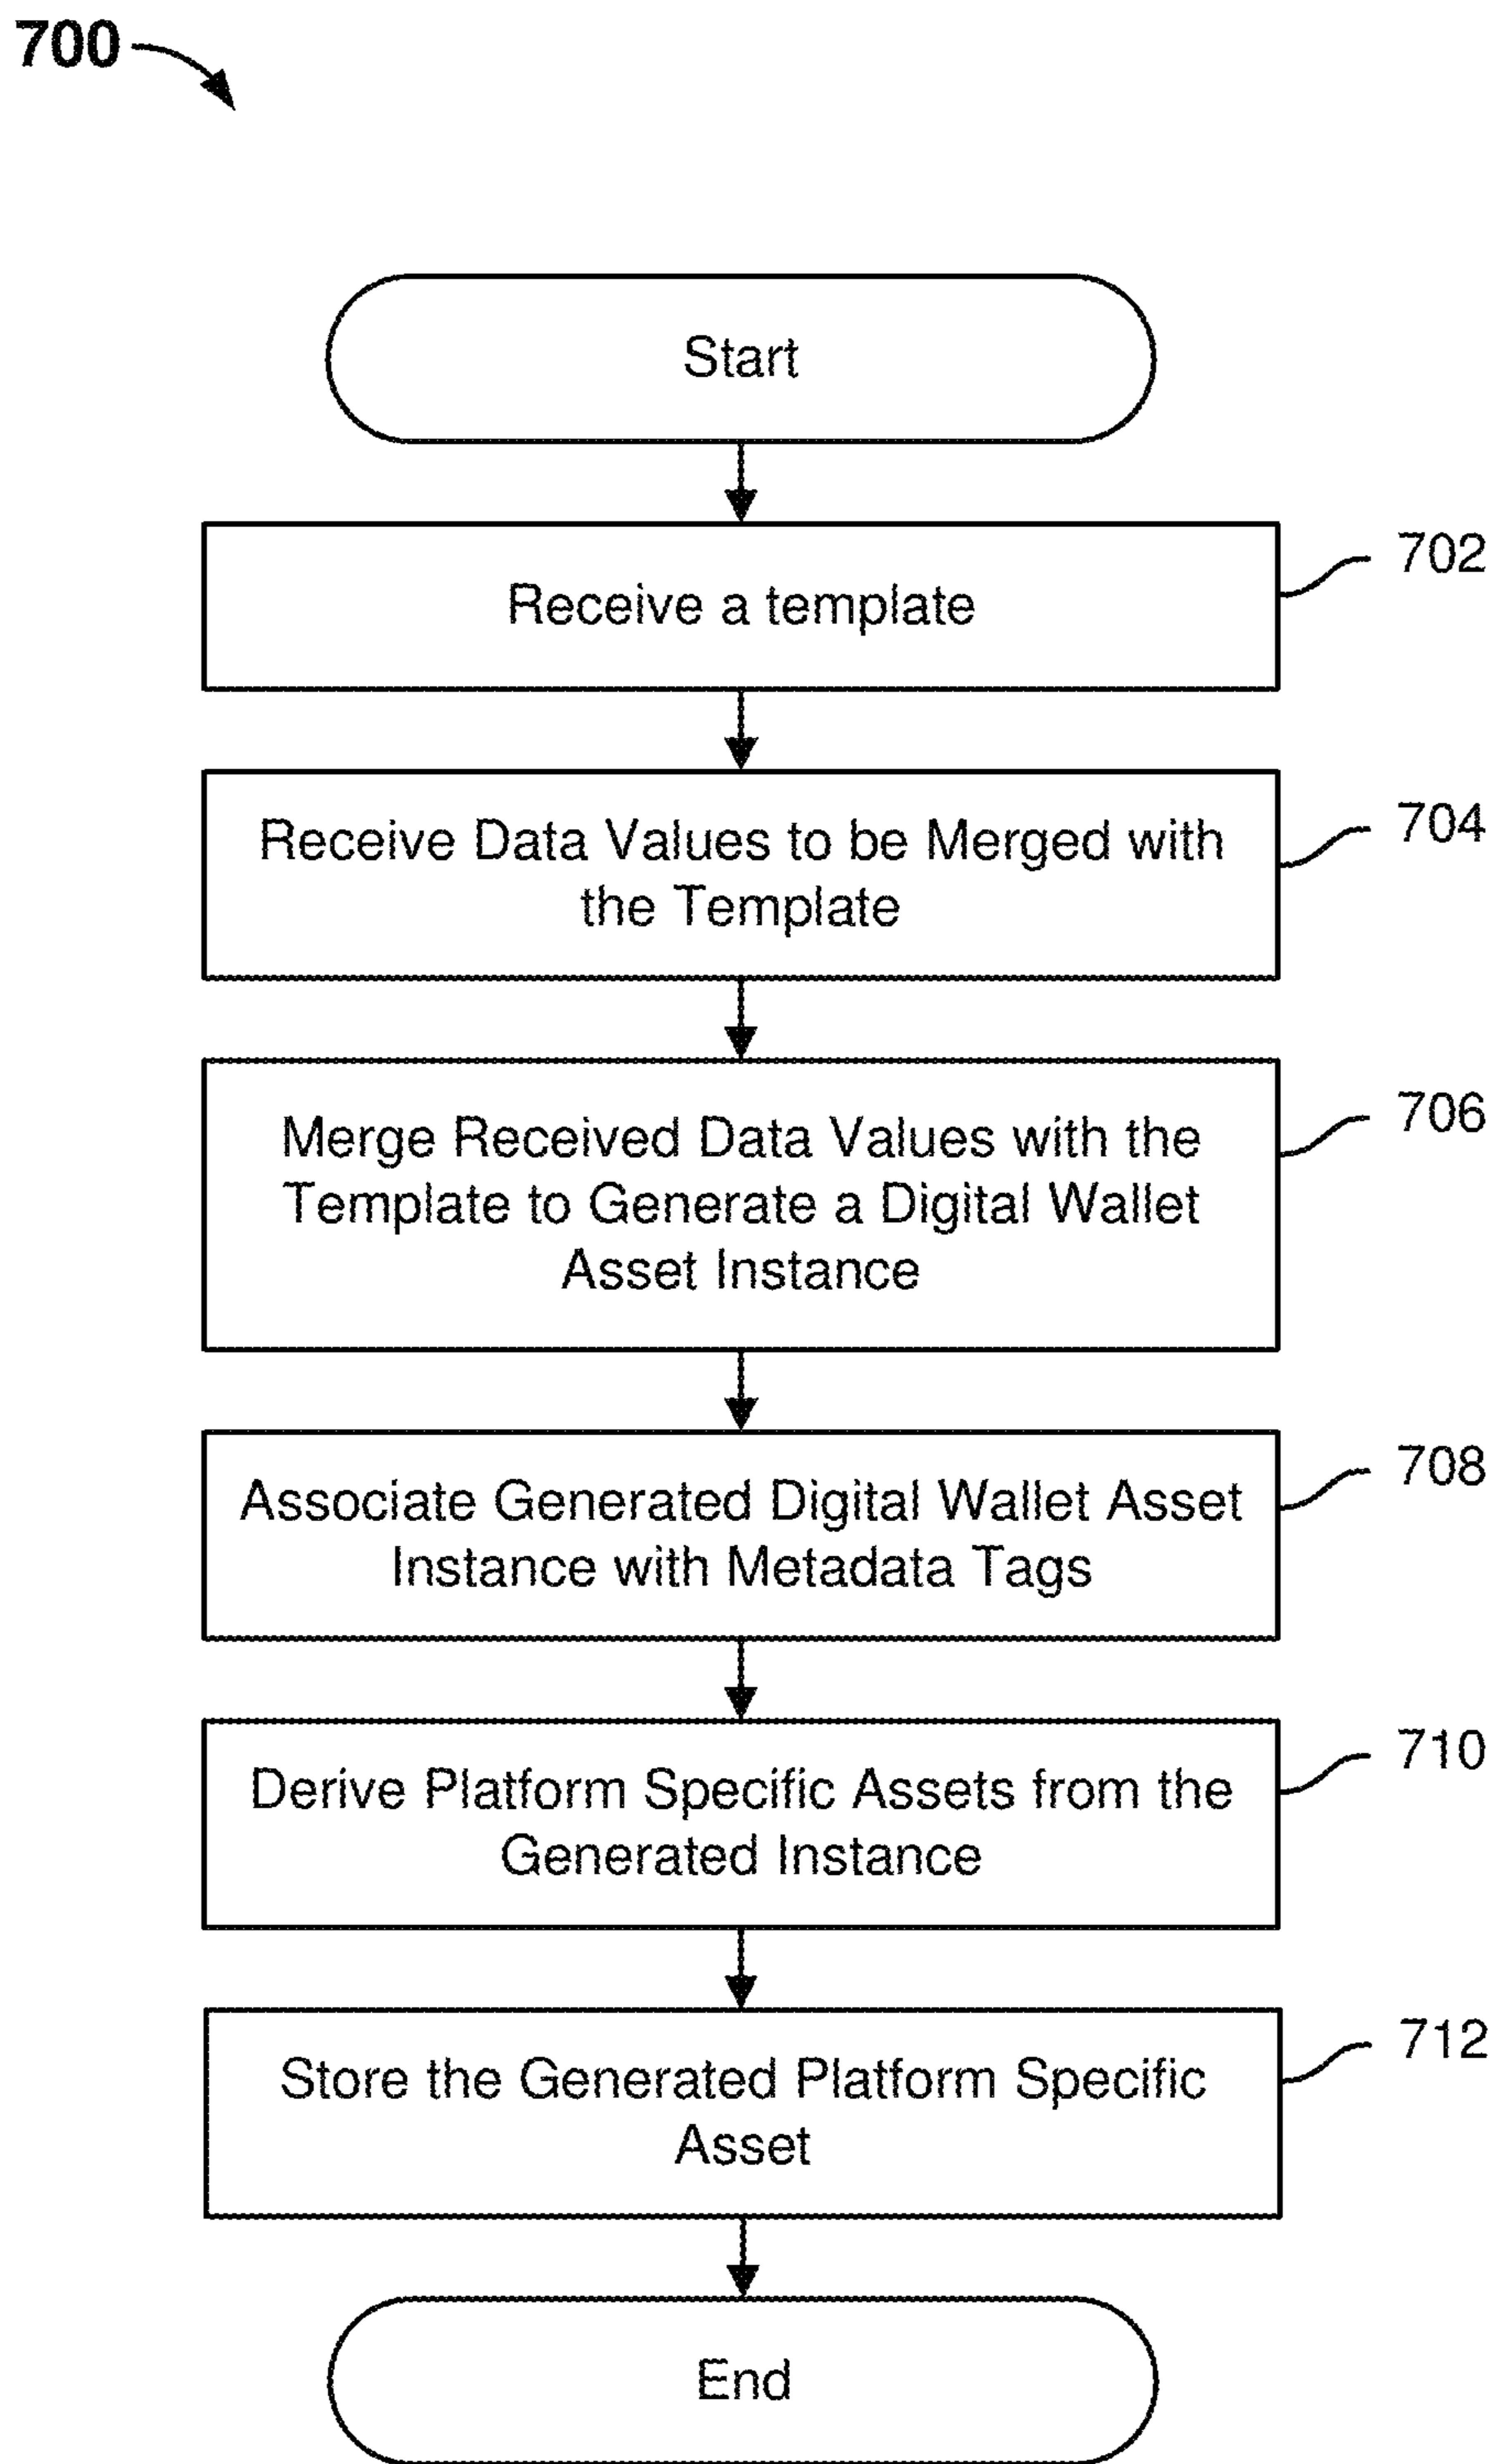 700
Start
Receive a template
702
Receive Data Values to be Merged with
the Template
704
Merge Received Data Values with the
Template to Generate a Digital Wallet
Asset Instance
706
Associate Generated Digital Wallet Asset
Instance with Metadata Tags
708
Derive Platform Specific Assets from the
Generated Instance
710
Store the Generated Platform Specific
Asset
712
End